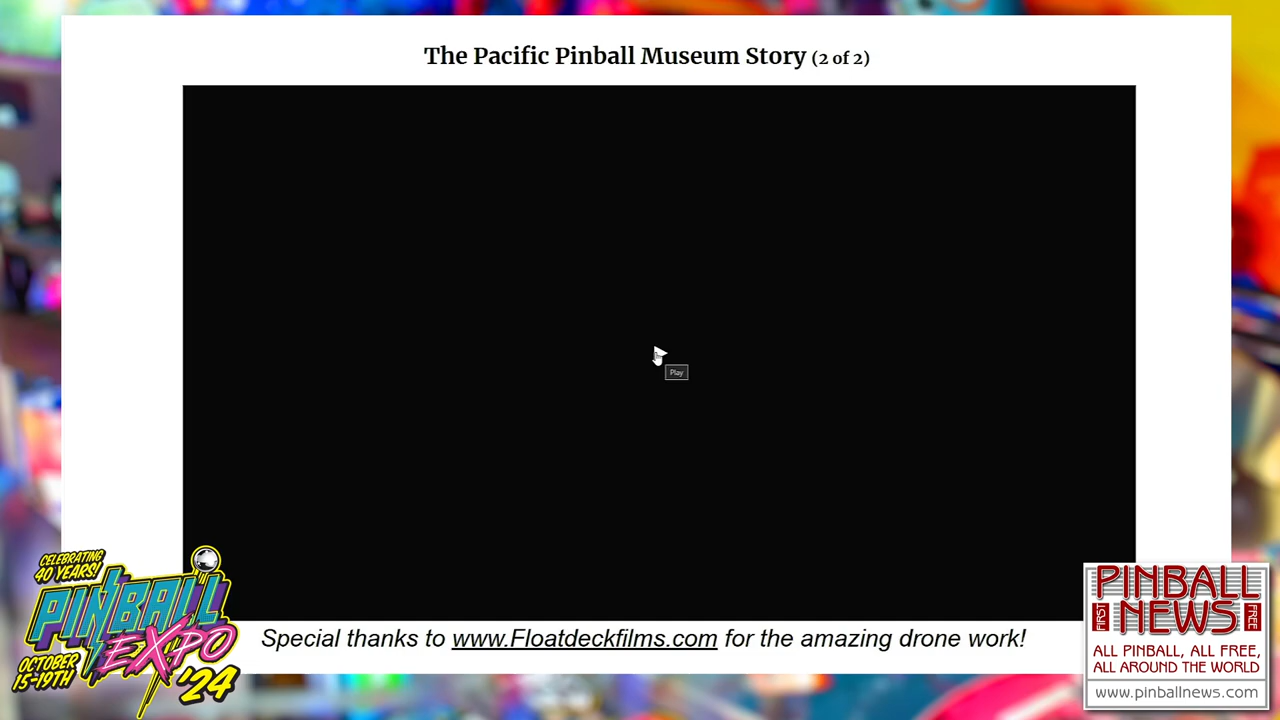 The Pacific Pinball Museum Story (2 of 2)
Play
Special thanks to www.Floatdeckfilms.com for the amazing drone work!
CELEBRATING
40 YEARS!
PINBALL
EXPO
OCTOBER
15-19TH
'24
PINBALL
FIRST NEWS FREE
ALL PINBALL, ALL FREE,
ALL AROUND THE WORLD
www.pinballnews.com